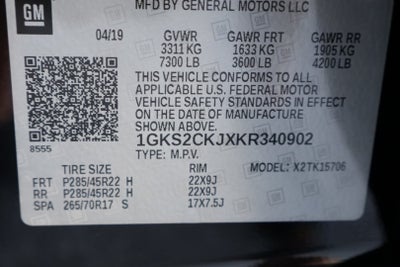 MFD BY GENERAL MOTORS LLC
GM
04/19 GVWR GAWR FRT GAWR RR
3311 KG 1633 KG 1905 KG
7300 LB 3600 LB 4200 LB
THIS VEHICLE CONFORMS TO ALL
APPLICABLE U.S. FEDERAL MOTOR
VEHICLE SAFETY STANDARDS IN EFFECT
ON THE DATE OF MANUFACTURE
SHOWN ABOVE.
8555 1GKS2CKJXKR340902
TYPE: M.P.V.
TIRE SIZE RIM MODEL: X2TK15706
FRT P285/45R22 H 22X9J
RR P285/45R22 H 22X9J
SPA 265/70R17 S 17X7.5J